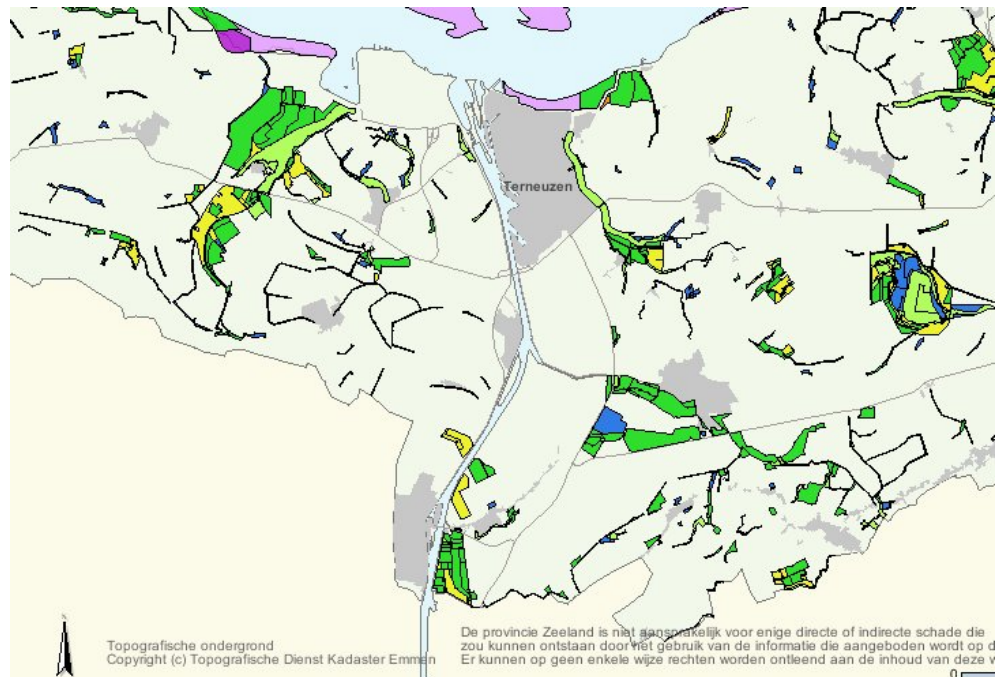 Terneuzen
Topografische ondergrond
Copyright (c) Topografische Dienst Kadaster Emmen
De provincie Zeeland is niet aansprakelijk voor enige directe of indirecte schade die
zou kunnen ontstaan door het gebruik van de informatie die aangeboden wordt op d
Er kunnen op geen enkele wijze rechten worden ontleend aan de inhoud van deze w
0